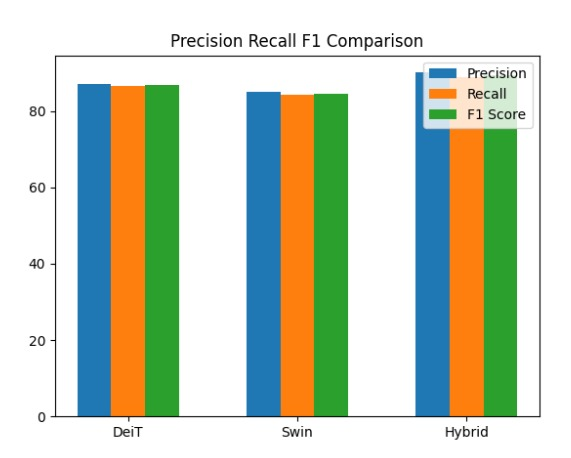 Precision Recall F1 Comparison
Precision
Recall
F1 Score
80
60
40
20
0
DeiT
Swin
Hybrid